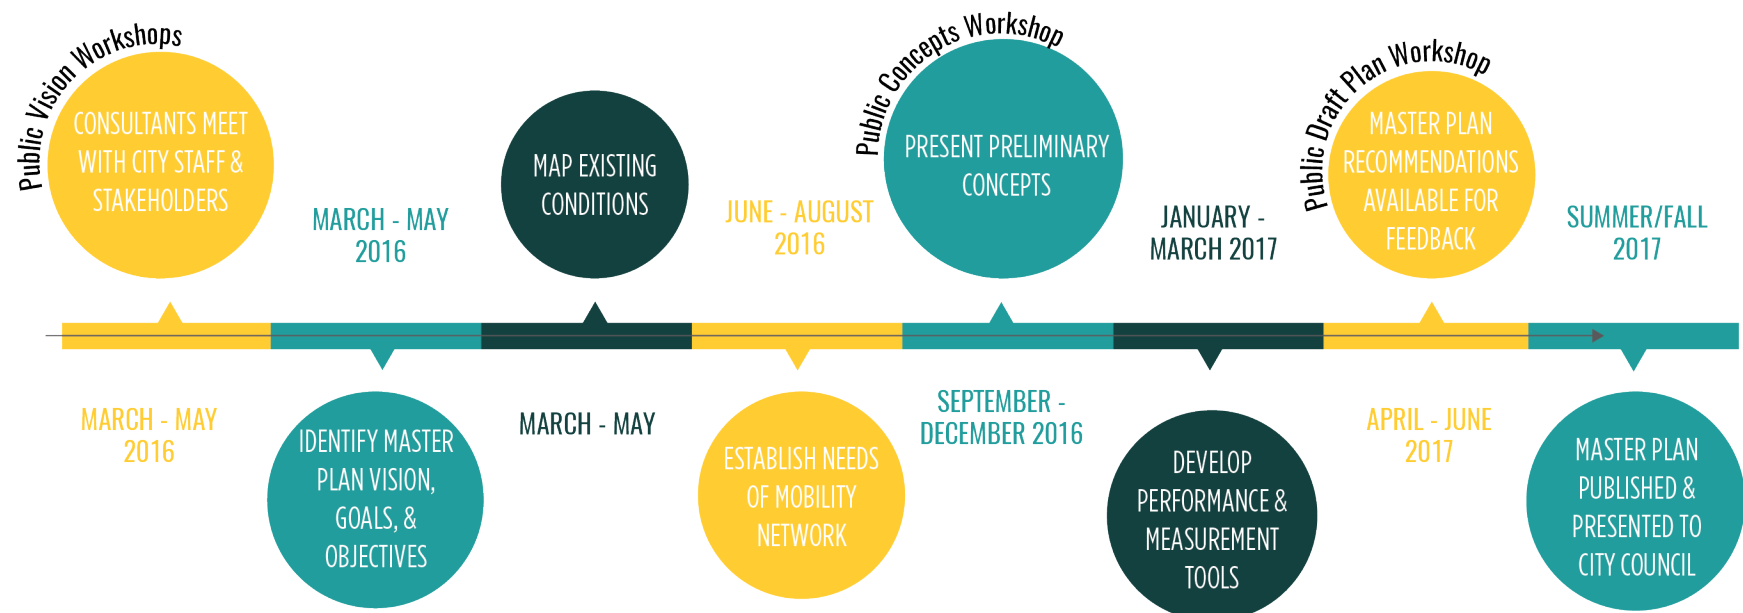 Public Vision Workshops
CONSULTANTS MEET
WITH CITY STAFF &
STAKEHOLDERS
MARCH - MAY
2016
MARCH - MAY
2016
IDENTIFY MASTER
PLAN VISION,
GOALS, &
OBJECTIVES
MAP EXISTING
CONDITIONS
MARCH - MAY
JUNE - AUGUST
2016
ESTABLISH NEEDS
OF MOBILITY
NETWORK
Public Concepts Workshop
PRESENT PRELIMINARY
CONCEPTS
SEPTEMBER -
DECEMBER 2016
JANUARY -
MARCH 2017
DEVELOP
PERFORMANCE &
MEASUREMENT
TOOLS
Public Draft Plan Workshop
MASTER PLAN
RECOMMENDATIONS
AVAILABLE FOR
FEEDBACK
APRIL - JUNE
2017
SUMMER/FALL
2017
MASTER PLAN
PUBLISHED &
PRESENTED TO
CITY COUNCIL